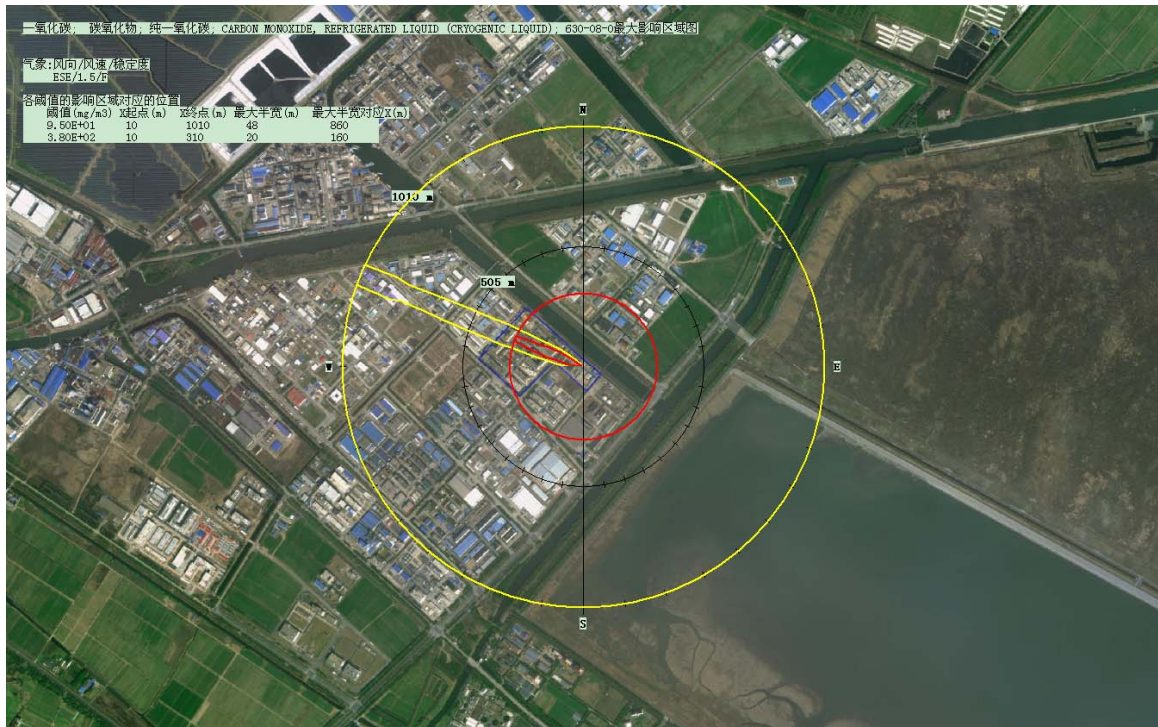 一氧化碳; 碳氧化物; 纯一氧化碳; CARBON MONOXIDE, REFRIGERATED LIQUID (CRYOGENIC LIQUID); 630-08-0最大影响区域图
气象:风向/风速/稳定度
ESE/1.5/F
各阈值的影响区域对应的位置
阈值(mg/m3) X起点(m) X终点(m) 最大半宽(m) 最大半宽对应X(m)
9.50E+01 10 1010 48 860
3.80E+02 10 310 20 150
N
1010 m
505 m
W
E
S